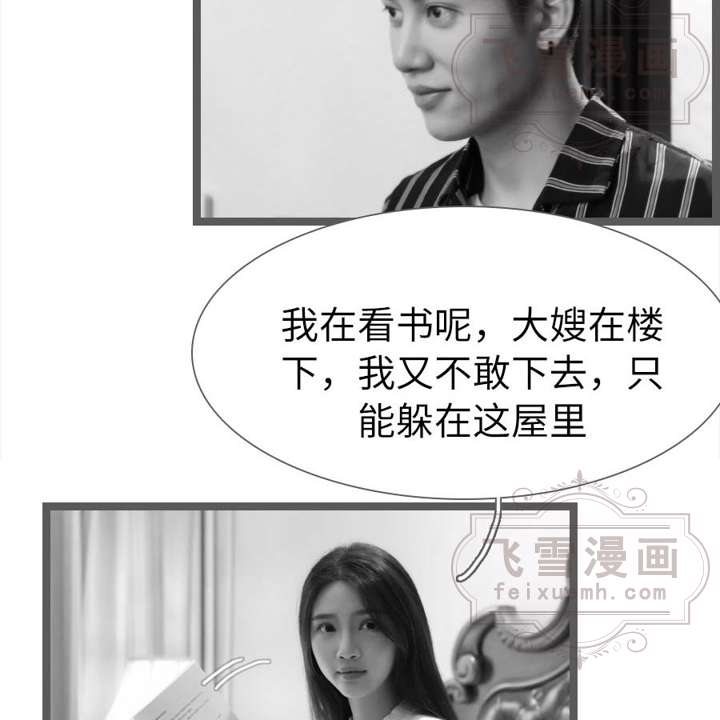 飞雪漫画
feixuemh.com
我在看书呢，大嫂在楼
下，我又不敢下去，只
能躲在这屋里
飞雪漫画
feixuemh.com